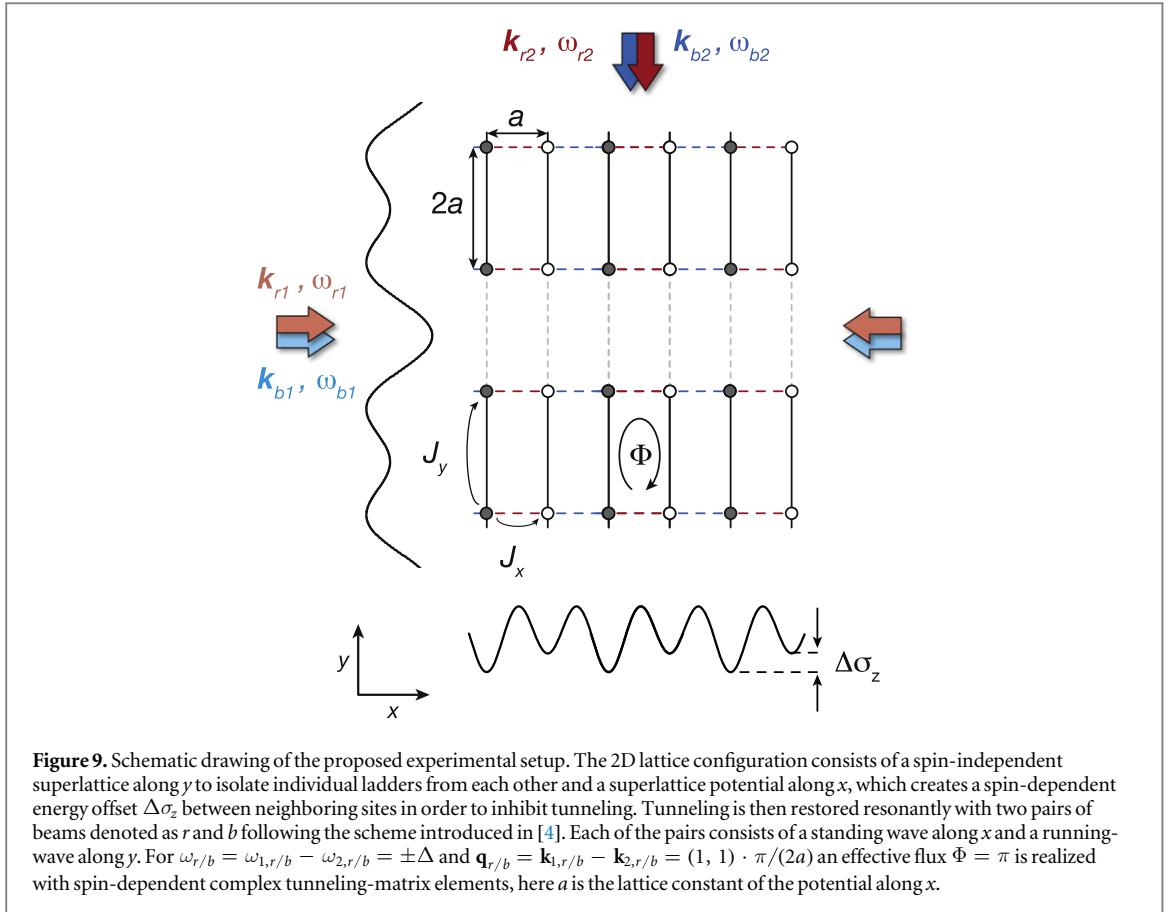 k_r2 , ω_r2
k_b2 , ω_b2
a
2a
k_r1 , ω_r1
k_b1 , ω_b1
J_y
Φ
J_x
y
x
Δσ_z
Figure 9. Schematic drawing of the proposed experimental setup. The 2D lattice configuration consists of a spin-independent
superlattice along y to isolate individual ladders from each other and a superlattice potential along x, which creates a spin-dependent
energy offset Δσ_z between neighboring sites in order to inhibit tunneling. Tunneling is then restored resonantly with two pairs of
beams denoted as r and b following the scheme introduced in [4]. Each of the pairs consists of a standing wave along x and a running-
wave along y. For ω_r/b = ω_1,r/b − ω_2,r/b = ±Δ and q_r/b = k_1,r/b − k_2,r/b = (1, 1) · π/(2a) an effective flux Φ = π is realized
with spin-dependent complex tunneling-matrix elements, here a is the lattice constant of the potential along x.